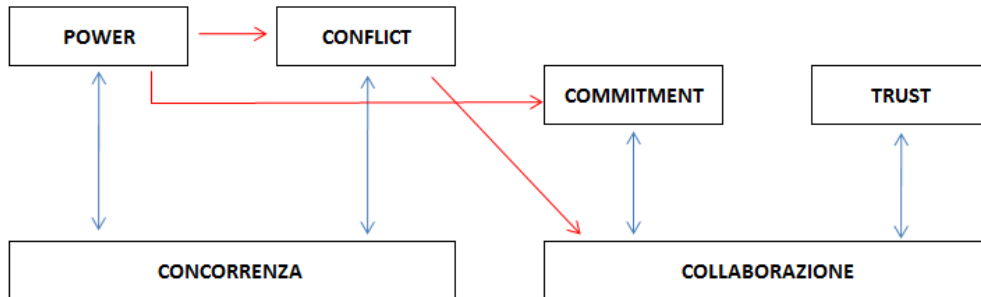 POWER
CONFLICT
COMMITMENT
TRUST
CONCORRENZA
COLLABORAZIONE